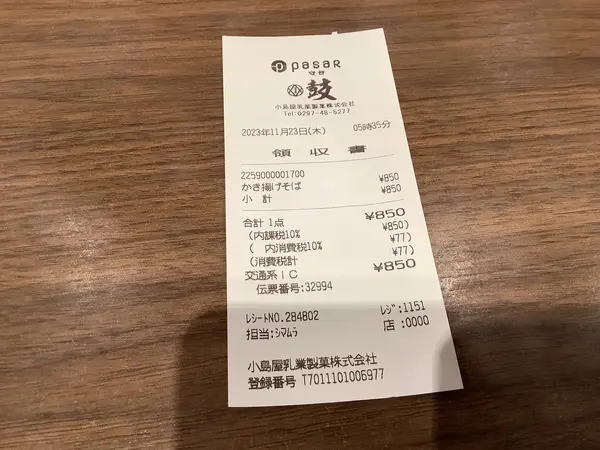 PASAR
守谷
鼓
小島屋乳業製菓株式会社
Tel:0297-48-5277
2023年11月23日(木) 05時35分
領収書
2259000001700
かき揚げそば ¥850
小 計 ¥850
合計 1点 ¥850
(内課税10% ¥850)
( 内消費税10% ¥77)
(消費税計 ¥77)
交通系IC ¥850
伝票番号:32994
レシートNO.284802 レジ:1151
担当:シマムラ 店:0000
小島屋乳業製菓株式会社
登録番号 T7011101006977